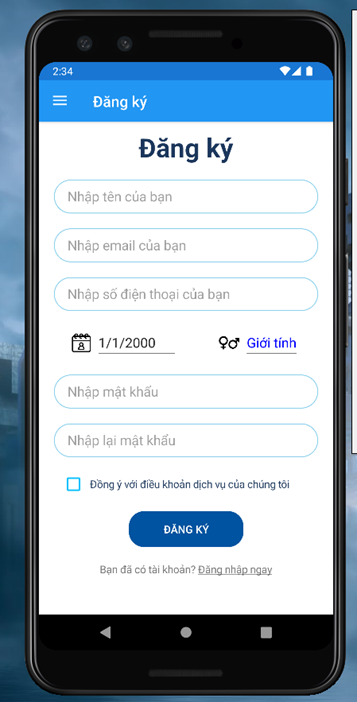 2:34
Đăng ký
Đăng ký
Nhập tên của bạn
Nhập email của bạn
Nhập số điện thoại của bạn
1/1/2000 Giới tính
Nhập mật khẩu
Nhập lại mật khẩu
Đồng ý với điều khoản dịch vụ của chúng tôi
ĐĂNG KÝ
Bạn đã có tài khoản? Đăng nhập ngay